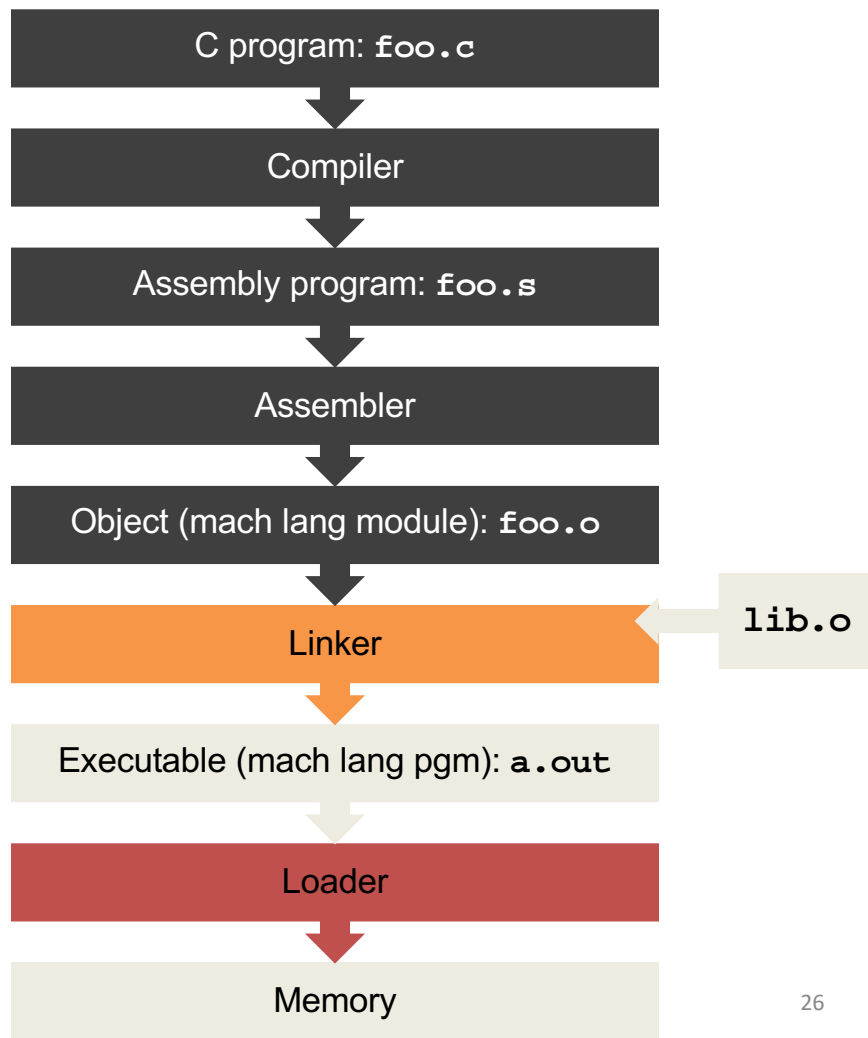 C program: foo.c
Compiler
Assembly program: foo.s
Assembler
Object (mach lang module): foo.o
Linker
lib.o
Executable (mach lang pgm): a.out
Loader
Memory
26